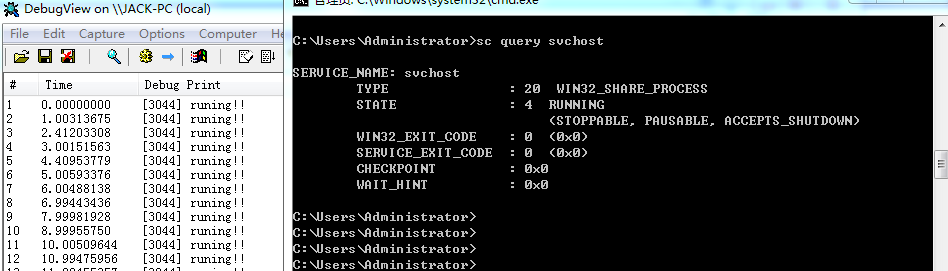 DebugView on \\JACK-PC (local)
File Edit Capture Options Computer He
# Time Debug Print
1 0.00000000 [3044] runing!!
2 1.00313675 [3044] runing!!
3 2.41203308 [3044] runing!!
4 3.00151563 [3044] runing!!
5 4.40953779 [3044] runing!!
6 5.00593376 [3044] runing!!
7 6.00488138 [3044] runing!!
8 6.99443436 [3044] runing!!
9 7.99981928 [3044] runing!!
10 8.99955750 [3044] runing!!
11 10.00509644 [3044] runing!!
12 10.99475956 [3044] runing!!
管理员: C:\Windows\system32\cmd.exe
C:\Users\Administrator>sc query svchost
SERVICE_NAME: svchost
TYPE : 20 WIN32_SHARE_PROCESS
STATE : 4 RUNNING
(STOPPABLE, PAUSABLE, ACCEPTS_SHUTDOWN)
WIN32_EXIT_CODE : 0 (0x0)
SERVICE_EXIT_CODE : 0 (0x0)
CHECKPOINT : 0x0
WAIT_HINT : 0x0
C:\Users\Administrator>
C:\Users\Administrator>
C:\Users\Administrator>
C:\Users\Administrator>